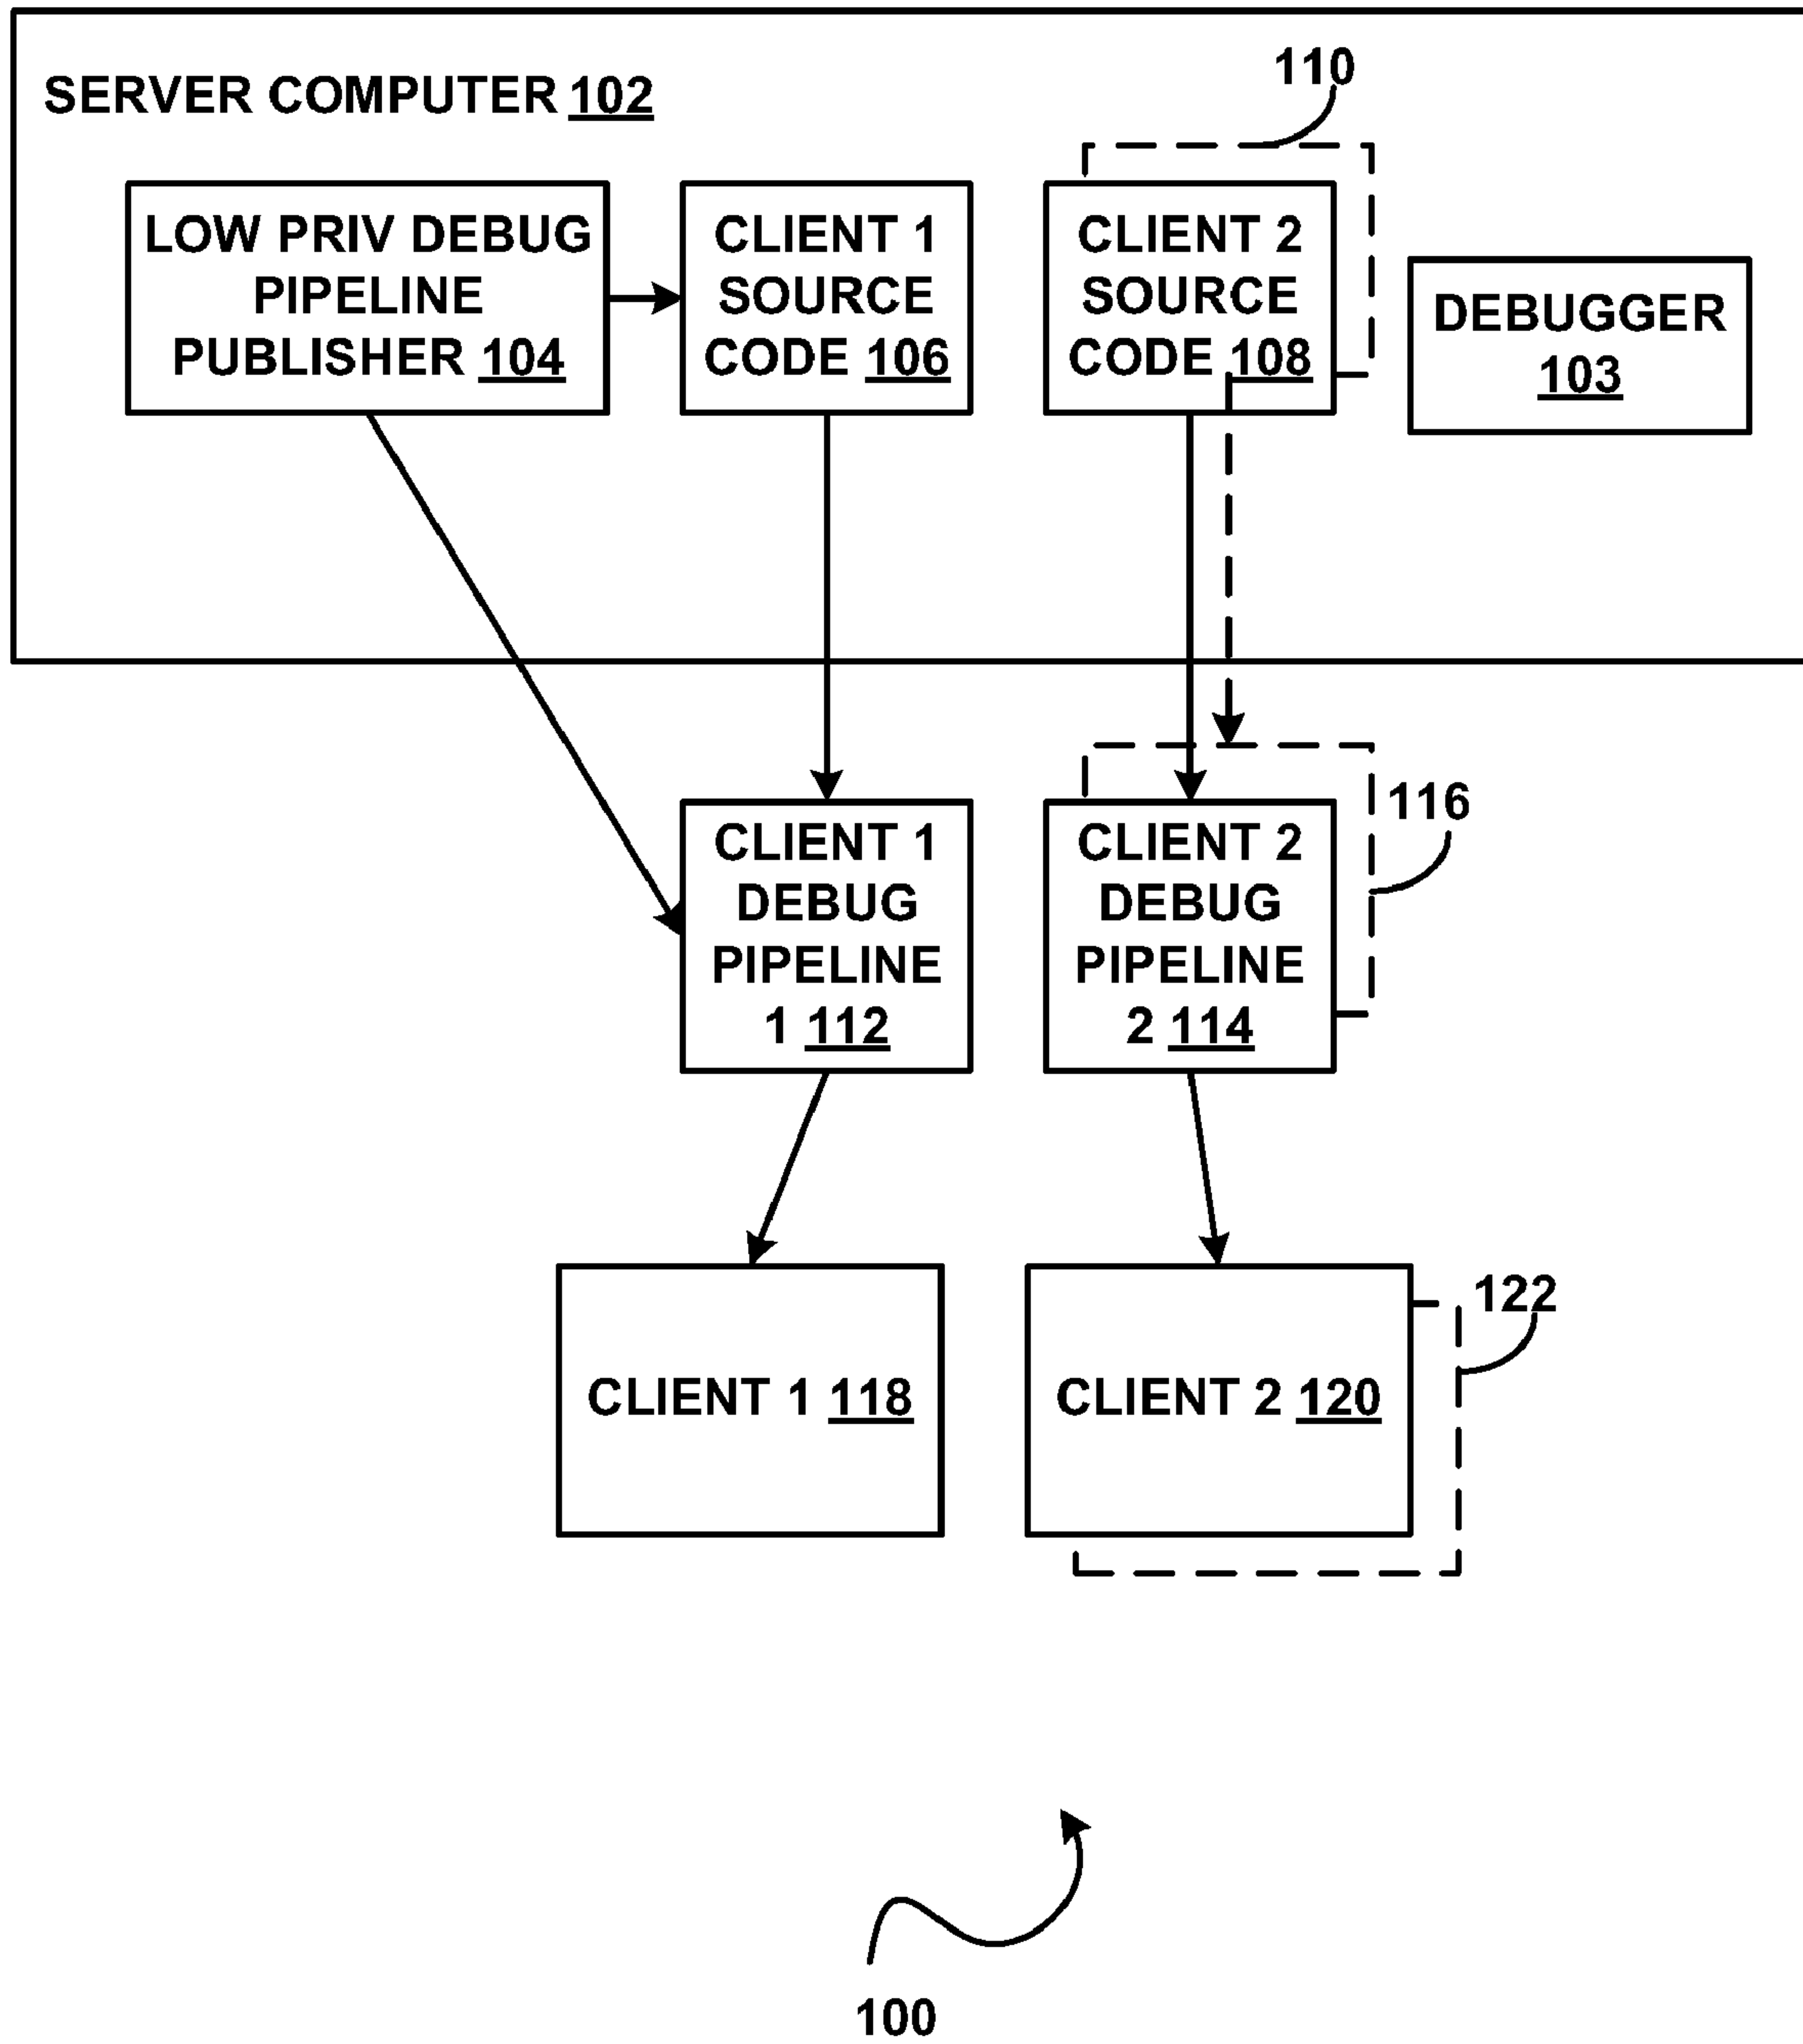 110
SERVER COMPUTER 102
LOW PRIV DEBUG
PIPELINE
PUBLISHER 104
CLIENT 1
SOURCE
CODE 106
CLIENT 2
SOURCE
CODE 108
DEBUGGER
103
CLIENT 1
DEBUG
PIPELINE
1 112
CLIENT 2
DEBUG
PIPELINE
2 114
116
CLIENT 1 118
CLIENT 2 120
122
100